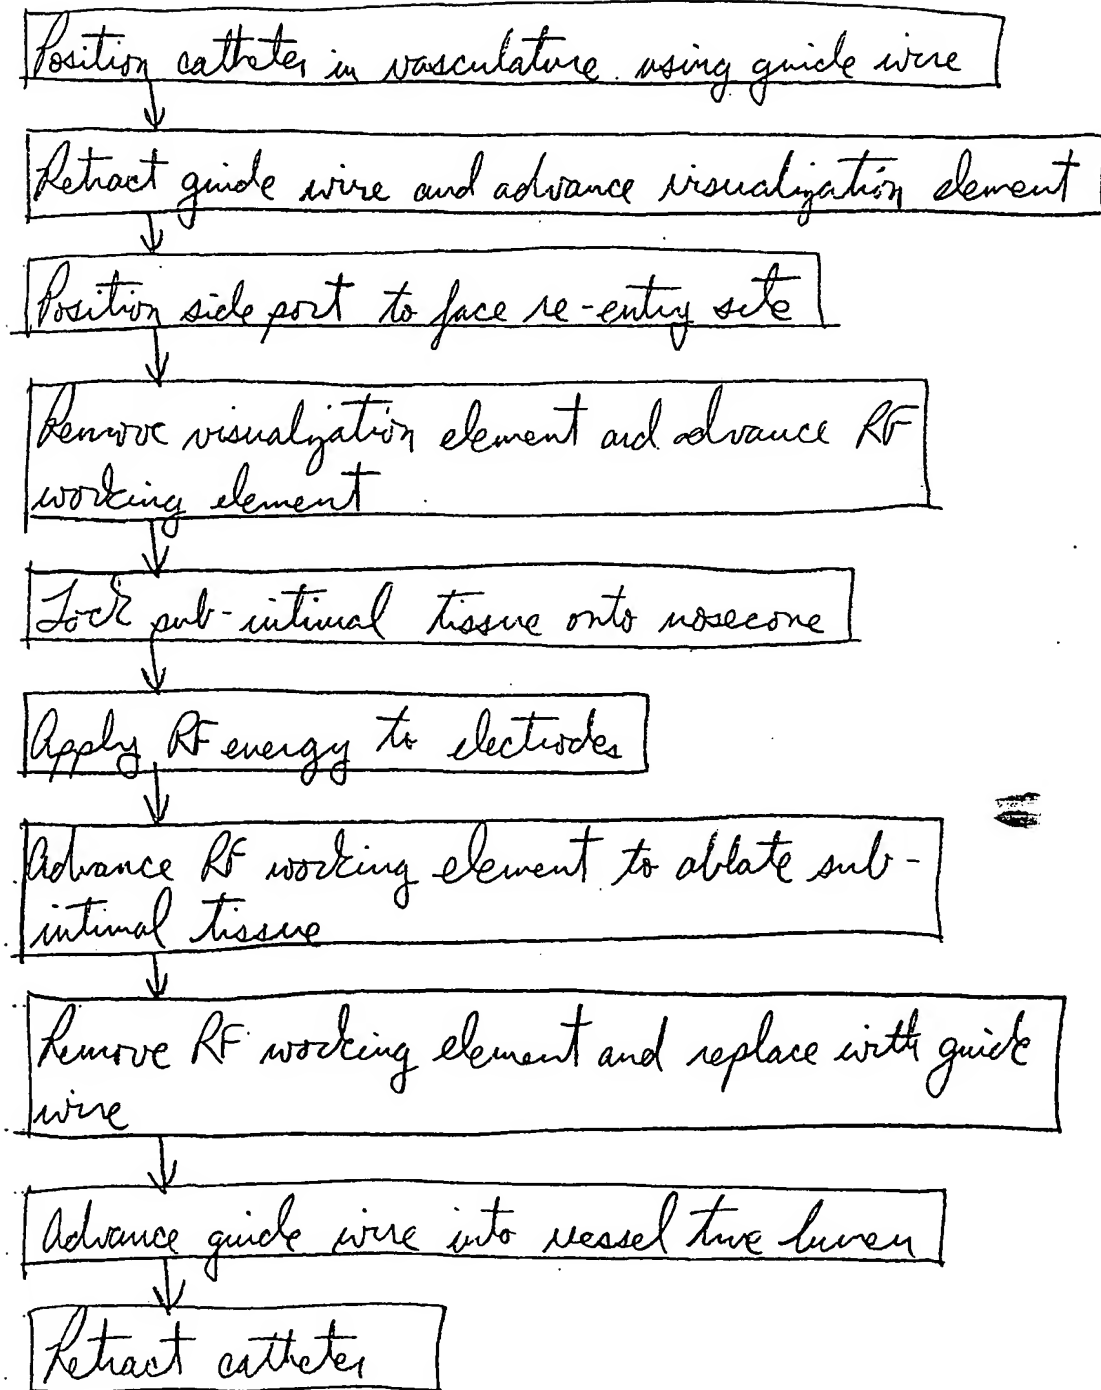 Position catheter in vasculature using guide wire
Retract guide wire and advance visualization element
Position side port to face re-entry site
Remove visualization element and advance RF
working element
Lock sub-intimal tissue onto nosecone
Apply RF energy to electrodes
Advance RF working element to ablate sub-
intimal tissue
Remove RF working element and replace with guide
wire
Advance guide wire into vessel true lumen
Retract catheter